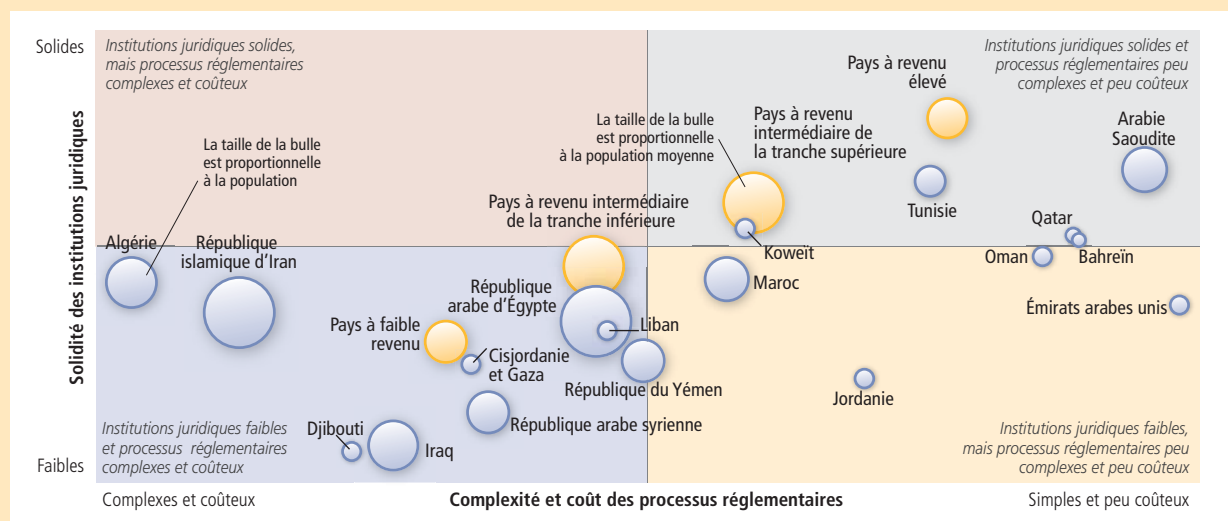 Solides
Institutions juridiques solides,
mais processus réglementaires
complexes et coûteux
Institutions juridiques solides et
processus réglementaires peu
complexes et peu coûteux
Pays à revenu
élevé
La taille de la bulle
est proportionnelle
à la population moyenne
Pays à revenu
intermédiaire de
la tranche supérieure
Arabie
Saoudite
La taille de la bulle
est proportionnelle
à la population
Pays à revenu intermédiaire
de la tranche inférieure
Tunisie
Qatar
Algérie
République
islamique d'Iran
Koweit
Oman
Bahreïn
Maroc
République
arabe d'Égypte
Émirats arabes unis
Pays à faible
revenu
Liban
Cisjordanie
et Gaza
République du Yémen
Jordanie
Djibouti
République arabe syrienne
Iraq
Institutions juridiques faibles
et processus réglementaires
complexes et coûteux
Institutions juridiques faibles,
mais processus réglementaires peu
complexes et peu coûteux
Faibles
Solidité des institutions juridiques
Complexes et coûteux
Complexité et coût des processus réglementaires
Simples et peu coûteux